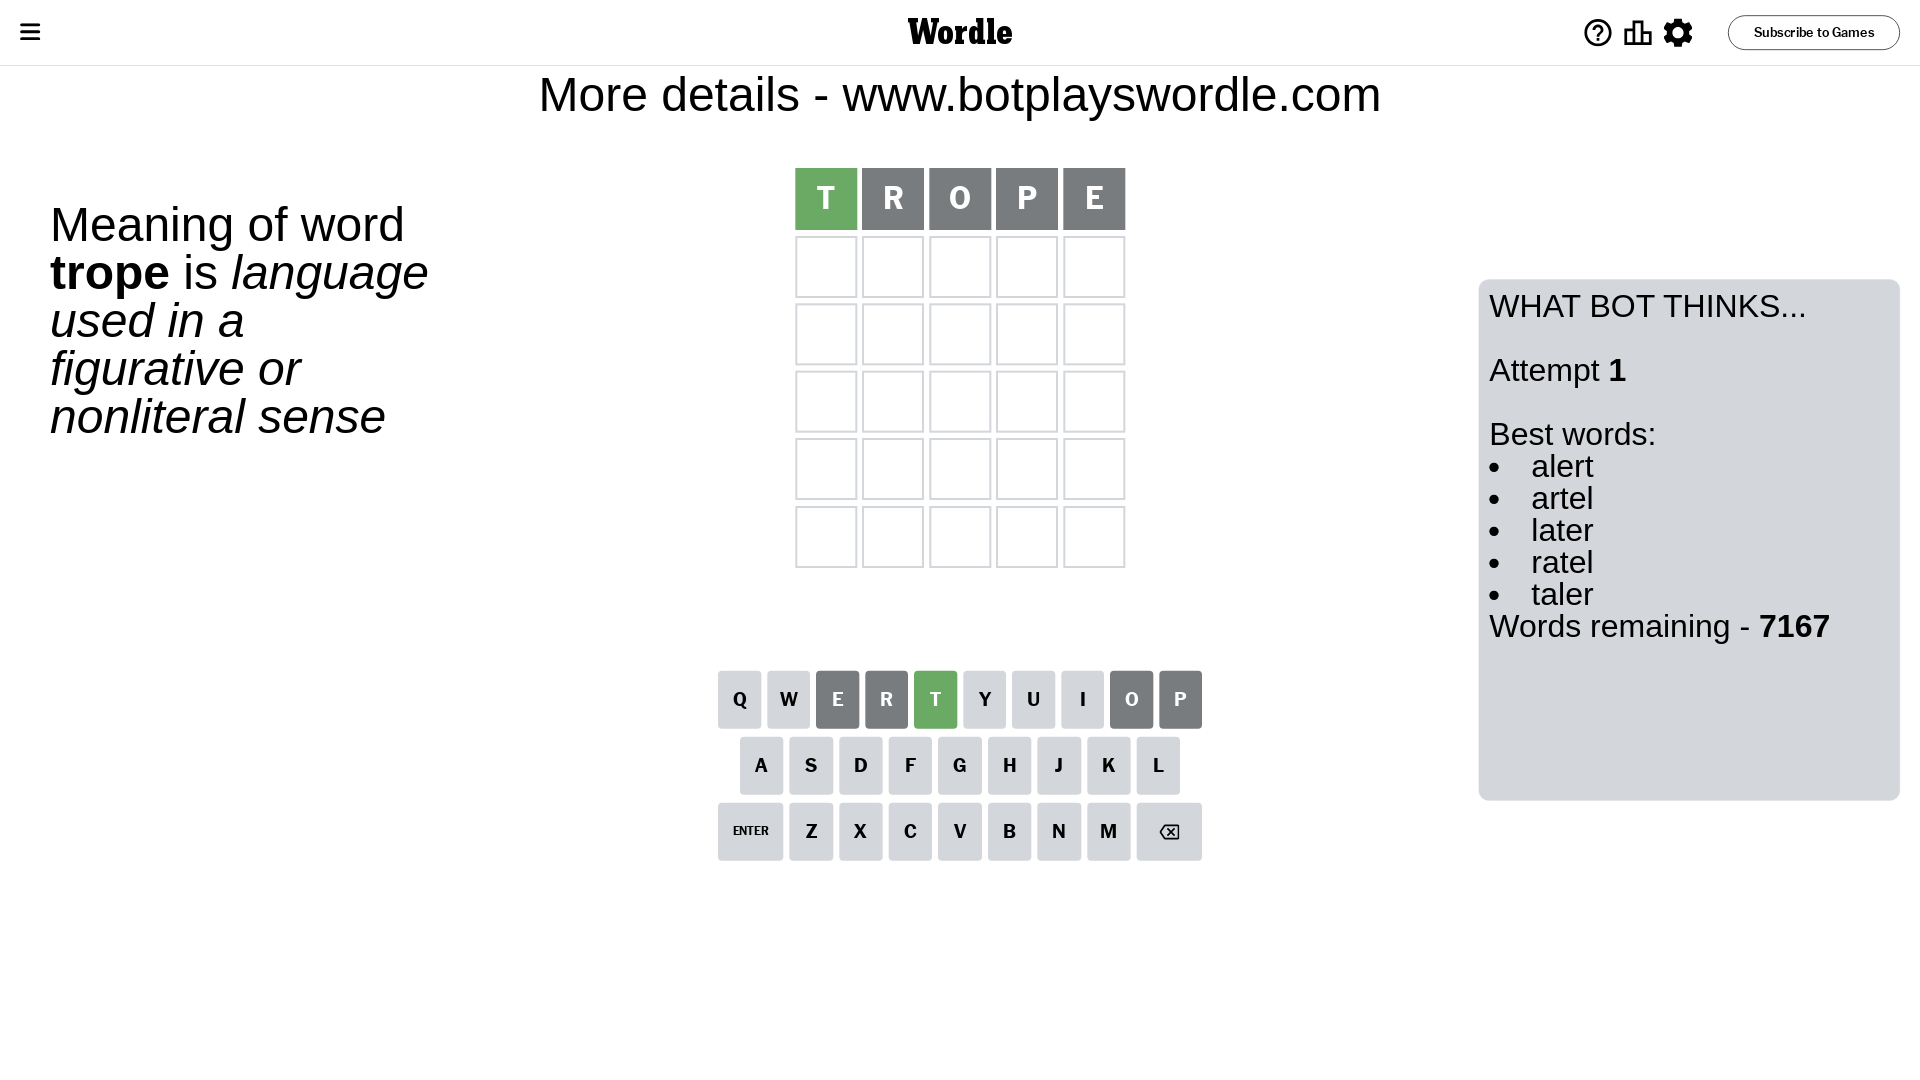 Wordle
Subscribe to Games
More details - www.botplayswordle.com
T R O P E
Meaning of word
trope is language
used in a
figurative or
nonliteral sense
WHAT BOT THINKS...
Attempt 1
Best words:
• alert
• artel
• later
• ratel
• taler
Words remaining - 7167
Q W E R T Y U I O P
A S D F G H J K L
ENTER Z X C V B N M